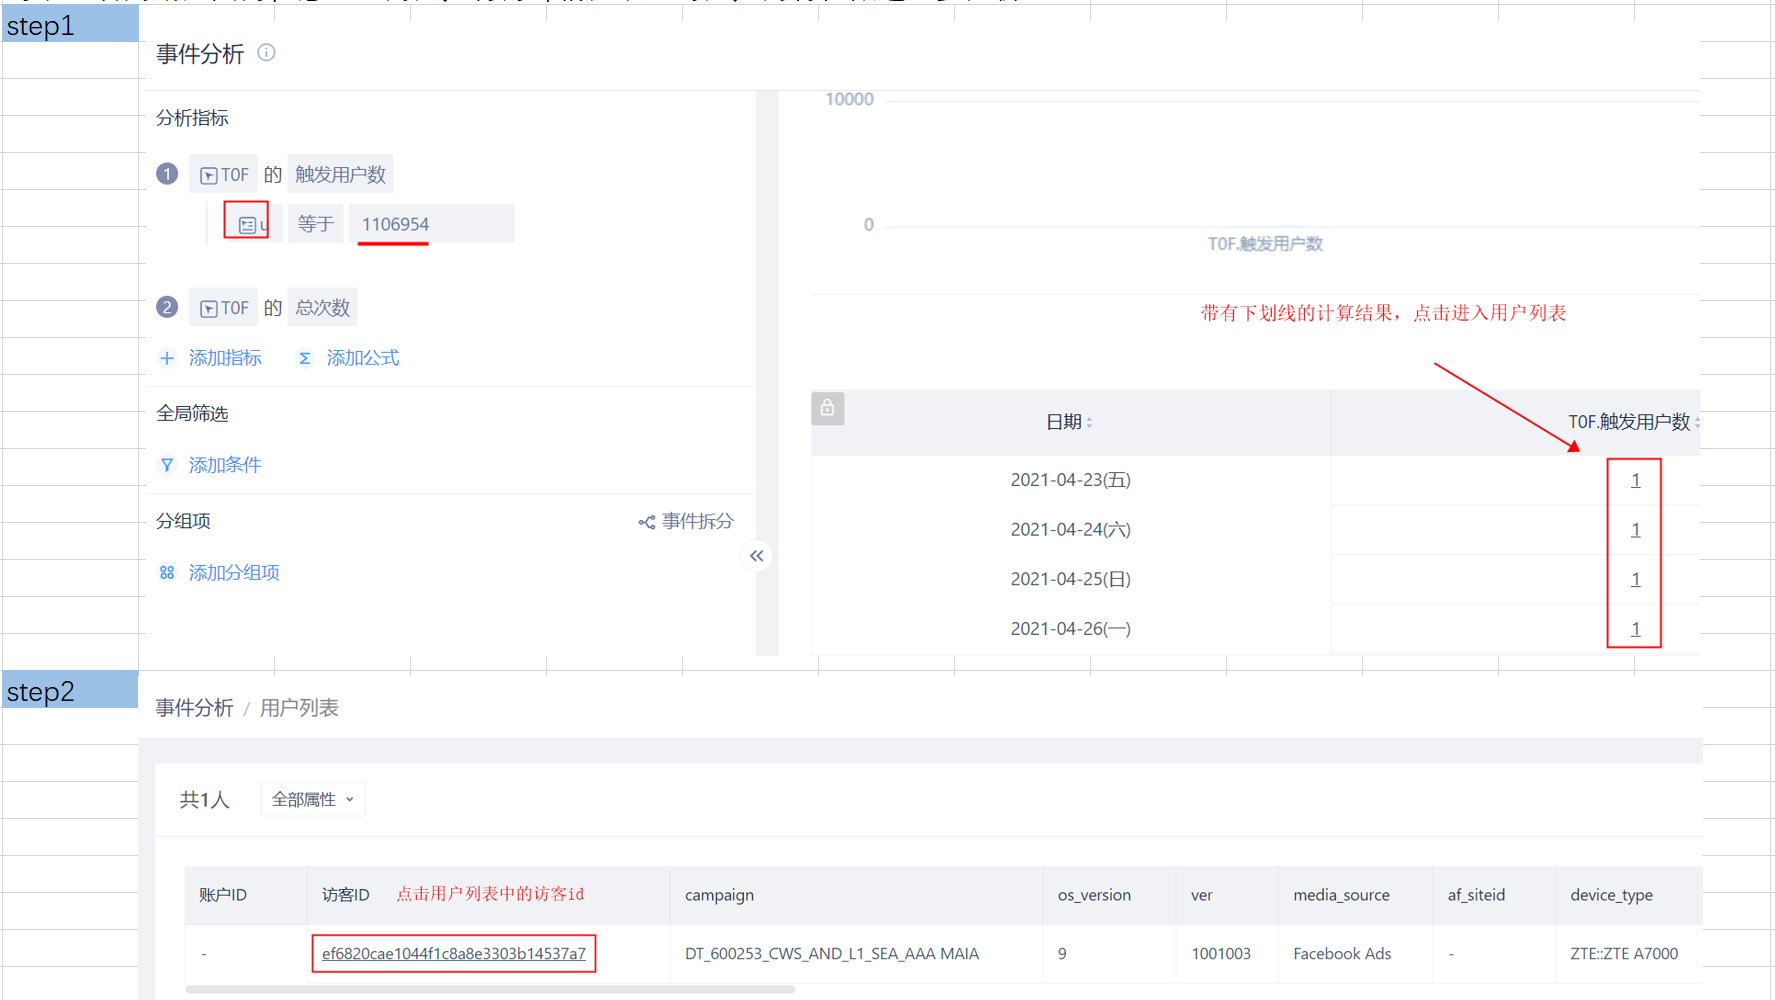 step1
事件分析
10000
分析指标
1 TOF 的 触发用户数
u 等于 1106954
0
TOF.触发用户数
2 TOF 的 总次数
带有下划线的计算结果，点击进入用户列表
添加指标 Σ 添加公式
全局筛选
日期 TOF.触发用户数
添加条件
2021-04-23(五) 1
分组项 事件拆分
2021-04-24(六) 1
添加分组项
2021-04-25(日) 1
2021-04-26(一) 1
step2
事件分析 / 用户列表
共1人 全部属性
账户ID 访客ID 点击用户列表中的访客id campaign os_version ver media_source af_siteid device_type
- ef6820cae1044f1c8a8e3303b14537a7 DT_600253_CWS_AND_L1_SEA_AAA MAIA 9 1001003 Facebook Ads - ZTE::ZTE A7000